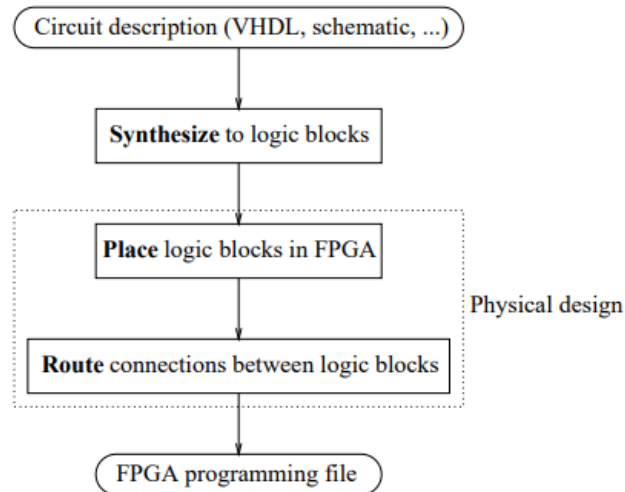 Circuit description (VHDL, schematic, ...)
Synthesize to logic blocks
Place logic blocks in FPGA
Physical design
Route connections between logic blocks
FPGA programming file